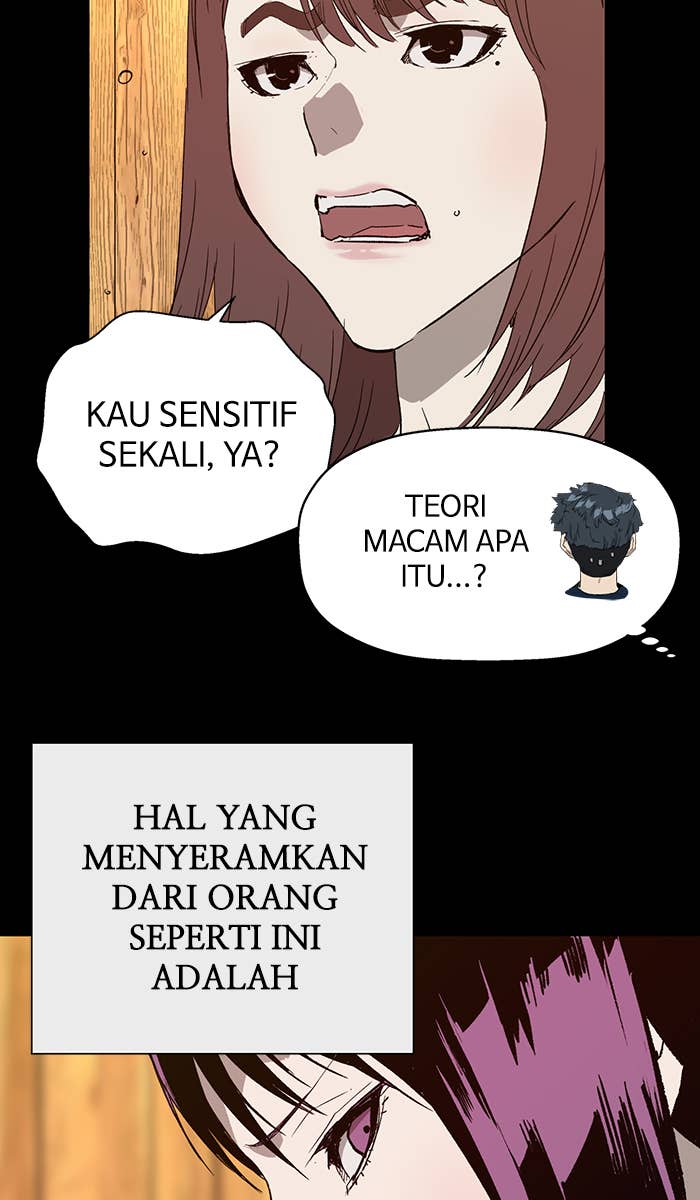 KAU SENSITIF
SEKALI, YA?
TEORI
MACAM APA
ITU...?
HAL YANG
MENYERAMKAN
DARI ORANG
SEPERTI INI
ADALAH